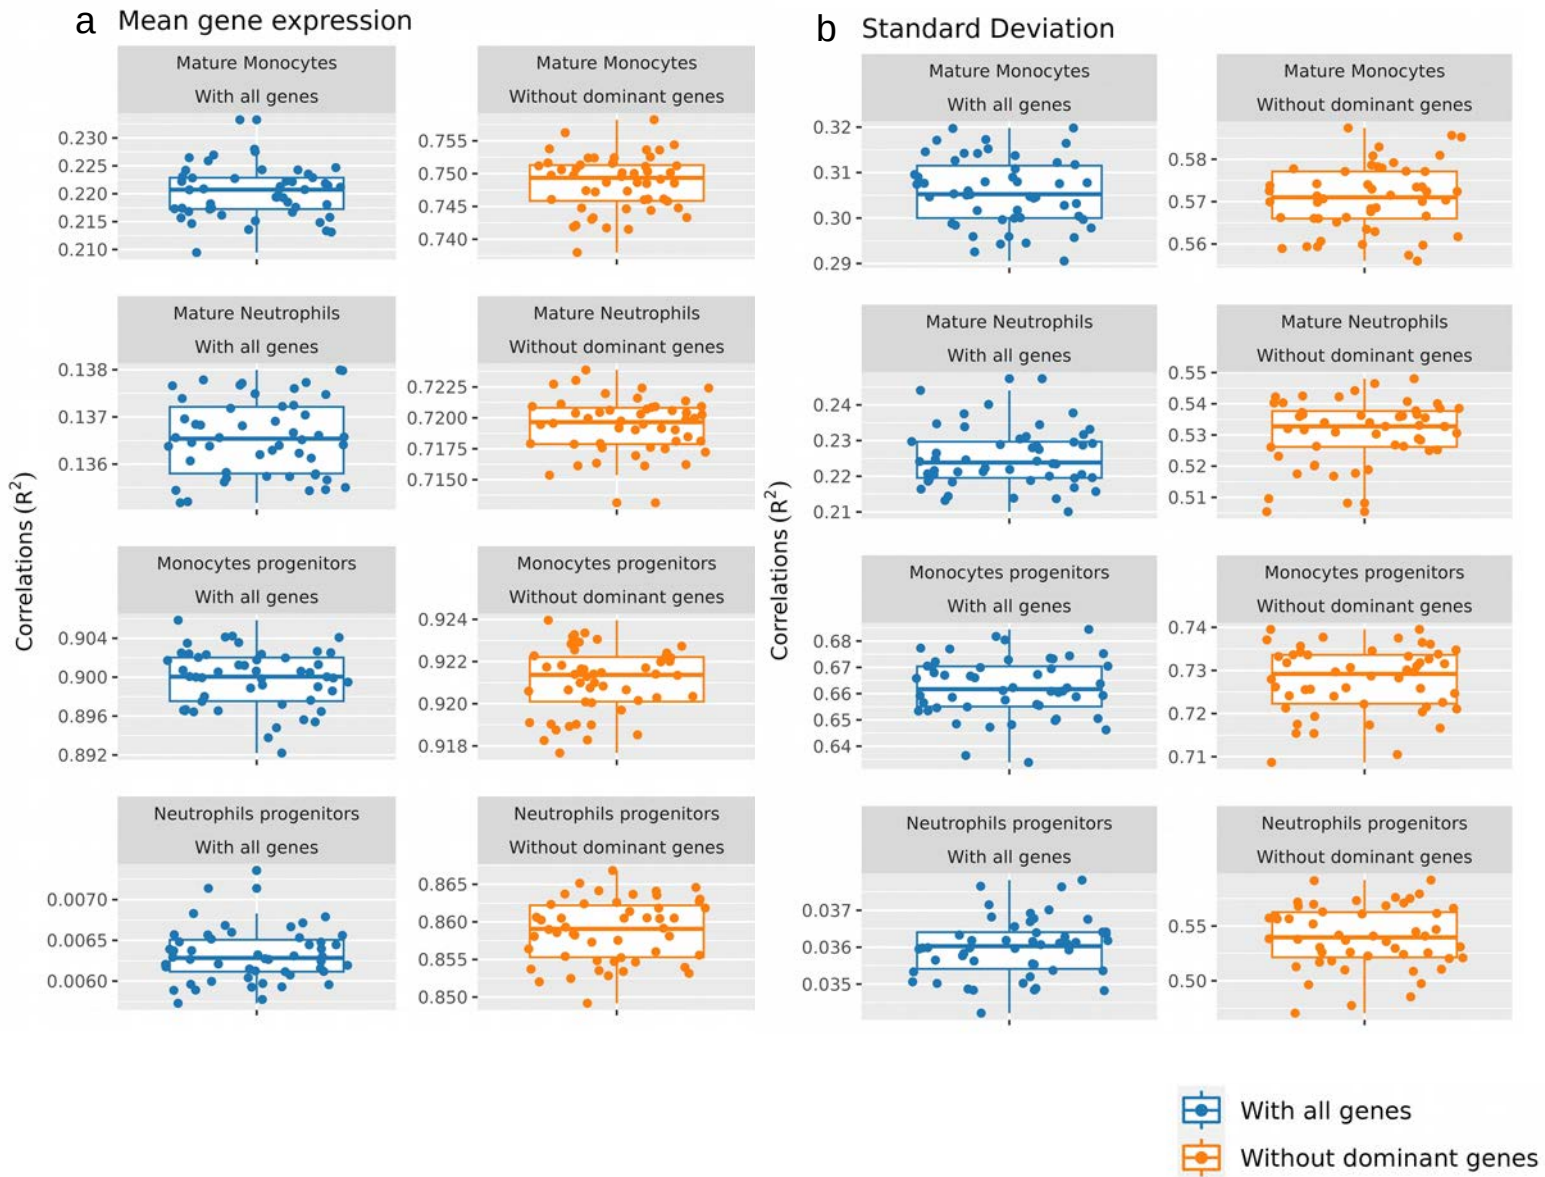 a Mean gene expression
Mature Monocytes
With all genes
0.230
0.225
0.220
0.215
0.210
Mature Monocytes
Without dominant genes
0.755
0.750
0.745
0.740
Mature Neutrophils
With all genes
0.138
0.137
0.136
Mature Neutrophils
Without dominant genes
0.7225
0.7200
0.7175
0.7150
Correlations (R²)
Monocytes progenitors
With all genes
0.904
0.900
0.896
0.892
Monocytes progenitors
Without dominant genes
0.924
0.922
0.920
0.918
Neutrophils progenitors
With all genes
0.0070
0.0065
0.0060
Neutrophils progenitors
Without dominant genes
0.865
0.860
0.855
0.850
b Standard Deviation
Mature Monocytes
With all genes
0.32
0.31
0.30
0.29
Mature Monocytes
Without dominant genes
0.58
0.57
0.56
Mature Neutrophils
With all genes
0.24
0.23
0.22
0.21
Mature Neutrophils
Without dominant genes
0.55
0.54
0.53
0.52
0.51
Correlations (R²)
Monocytes progenitors
With all genes
0.68
0.67
0.66
0.65
0.64
Monocytes progenitors
Without dominant genes
0.74
0.73
0.72
0.71
Neutrophils progenitors
With all genes
0.037
0.036
0.035
Neutrophils progenitors
Without dominant genes
0.55
0.50
With all genes
Without dominant genes